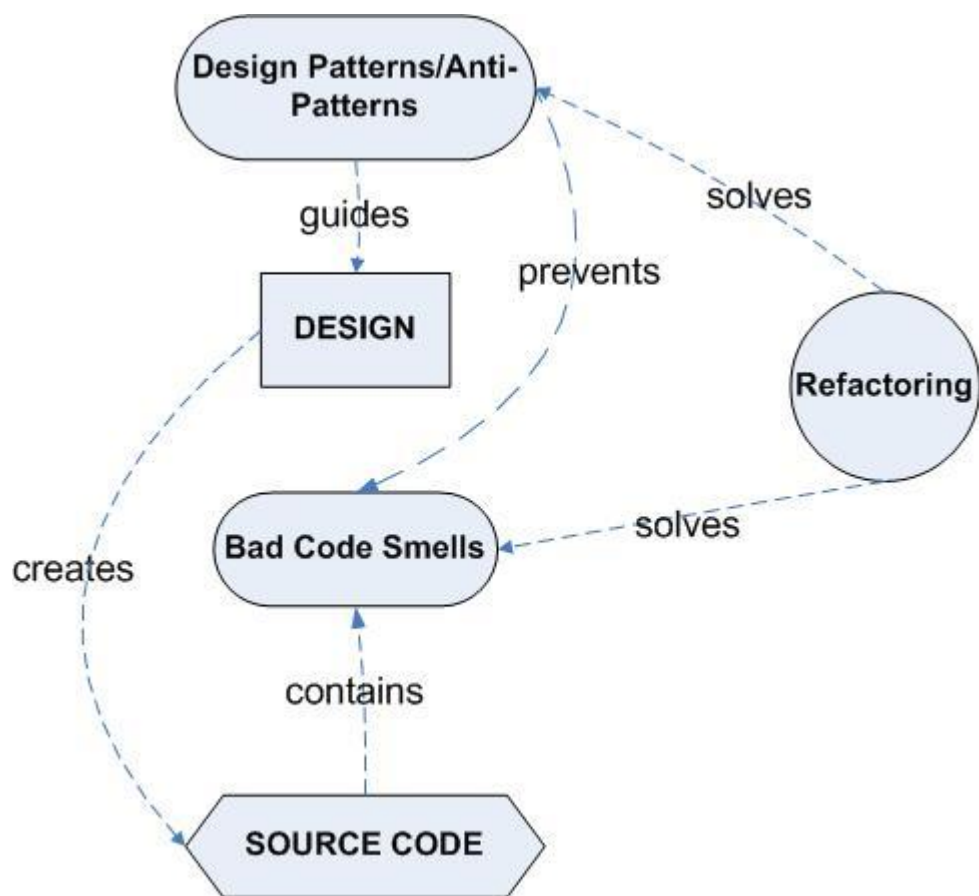 Design Patterns/Anti-
Patterns
solves
guides
prevents
DESIGN
Refactoring
solves
Bad Code Smells
creates
contains
SOURCE CODE